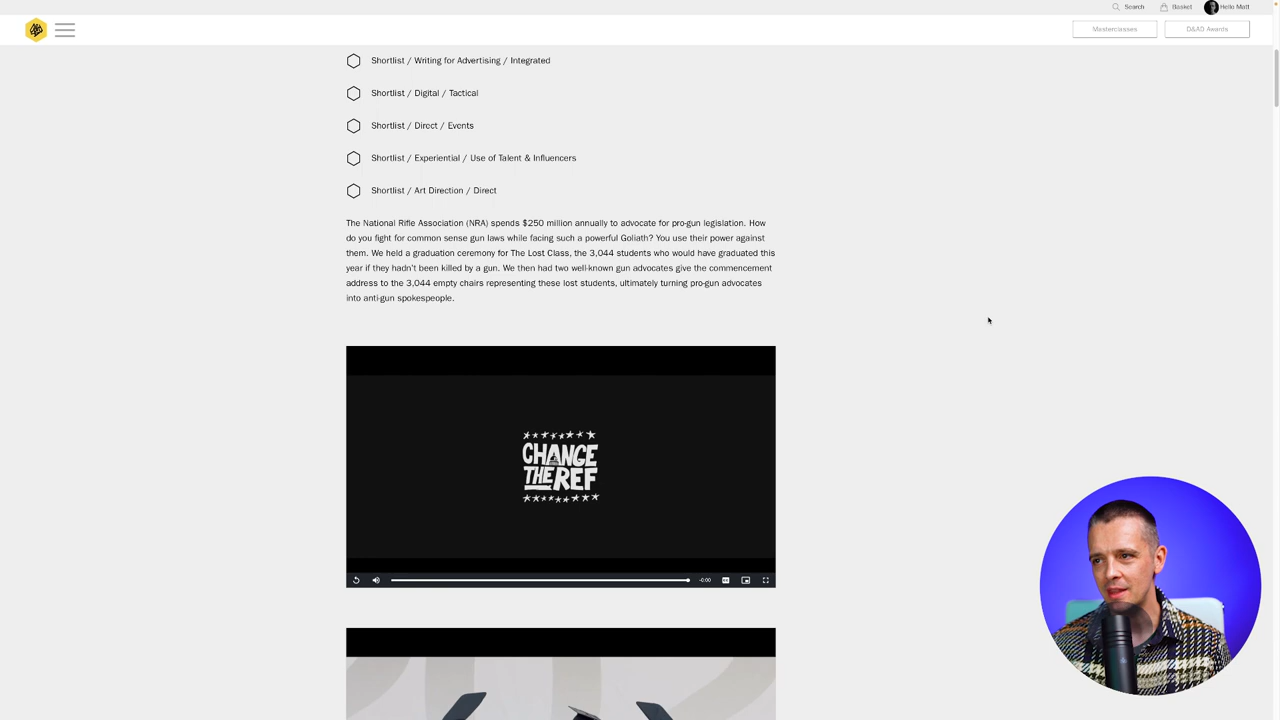 Search
Basket
Hello Matt
Masterclasses
D&AD Awards
Shortlist / Writing for Advertising / Integrated
Shortlist / Digital / Tactical
Shortlist / Direct / Events
Shortlist / Experiential / Use of Talent & Influencers
Shortlist / Art Direction / Direct
The National Rifle Association (NRA) spends $250 million annually to advocate for pro-gun legislation. How
do you fight for common sense gun laws while facing such a powerful Goliath? You use their power against
them. We held a graduation ceremony for The Lost Class, the 3,044 students who would have graduated this
year if they hadn't been killed by a gun. We then had two well-known gun advocates give the commencement
address to the 3,044 empty chairs representing these lost students, ultimately turning pro-gun advocates
into anti-gun spokespeople.
CHANGE
THE REF
-0:00